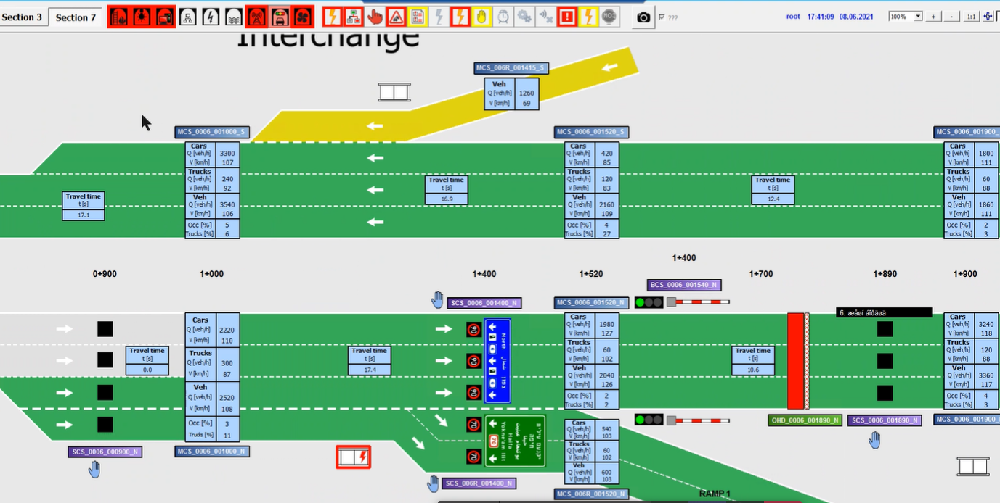 Section 3
Section 7
MOC
???
root 17:41:09 08.06.2021
100%
+
-
1:1
Interchange
MCS_006R_001415_S
Veh
Q [veh/h] 1260
V [km/h] 69
MCS_0006_001000_S
Cars
Q [veh/h] 3300
V [km/h] 107
Trucks
Q [veh/h] 240
V [km/h] 92
Veh
Q [veh/h] 3540
V [km/h] 106
Occ [%] 5
Trucks [%] 6
MCS_0006_001520_S
Cars
Q [veh/h] 420
V [km/h] 85
Trucks
Q [veh/h] 120
V [km/h] 83
Veh
Q [veh/h] 2160
V [km/h] 109
Occ [%] 4
Trucks [%] 27
MCS_0006_001900_
Cars
Q [veh/h] 1800
V [km/h] 111
Trucks
Q [veh/h] 60
V [km/h] 88
Veh
Q [veh/h] 1860
V [km/h] 111
Occ [%] 2
Trucks [%] 3
Travel time
t [s]
17.1
Travel time
t [s]
16.9
Travel time
t [s]
12.4
1+400
0+900
1+000
1+400
1+520
1+700
1+890
1+900
BCS_0006_001540_N
SCS_0006_001400_N
MCS_0006_001520_N
6: æåøí áîðäøä
Cars
Q [veh/h] 2220
V [km/h] 110
Trucks
Q [veh/h] 300
V [km/h] 87
Veh
Q [veh/h] 2520
V [km/h] 108
Occ [%] 3
Trucks [%] 11
Travel time
t [s]
0.0
Travel time
t [s]
17.4
90
90
90
70
70
North شمال צפון
Cars
Q [veh/h] 1980
V [km/h] 127
Trucks
Q [veh/h] 60
V [km/h] 102
Veh
Q [veh/h] 2040
V [km/h] 126
Occ [%] 2
Trucks [%] 2
Travel time
t [s]
10.6
Cars
Q [veh/h] 3240
V [km/h] 118
Trucks
Q [veh/h] 120
V [km/h] 88
Veh
Q [veh/h] 3360
V [km/h] 117
Occ [%] 4
Trucks [%] 3
יקנעם עילית
חיפה
حيفا
Haifa
Yokne'am Illit
70
Cars
Q [veh/h] 540
V [km/h] 103
Trucks
Q [veh/h] 60
V [km/h] 102
Veh
Q [veh/h] 600
V [km/h] 103
OHD_0006_001890_N
SCS_0006_001890_N
MCS_0006_001900_
SCS_0006_000900_N
MCS_0006_001000_N
SCS_006R_001400_N
MCS_006R_001520_N
RAMP 1